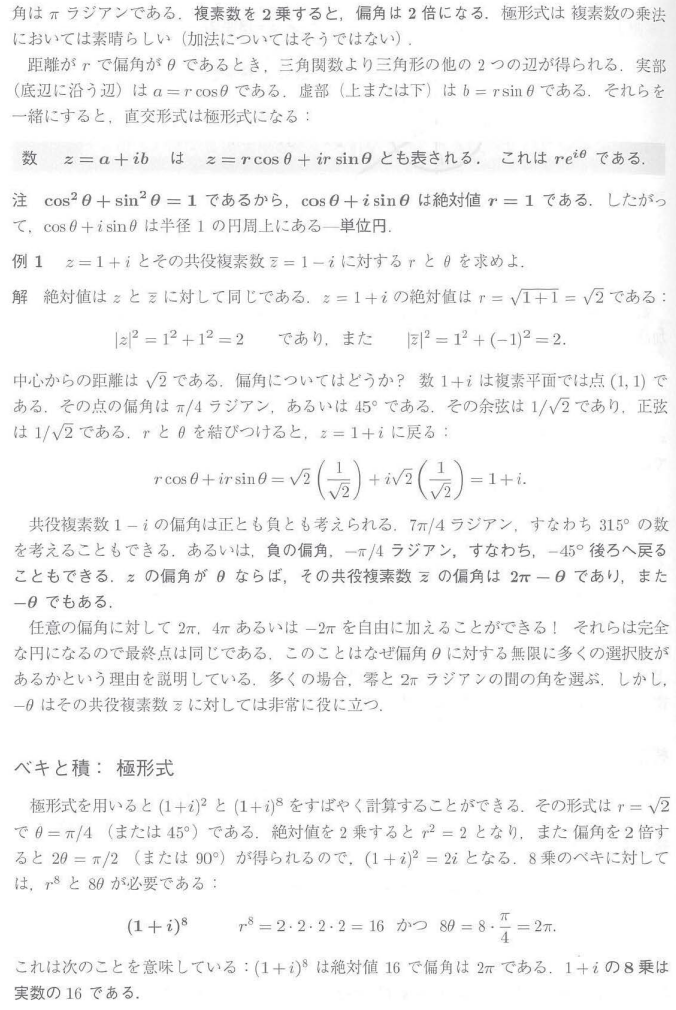 角は π ラジアンである．複素数を 2 乗すると，偏角は 2 倍になる．極形式は 複素数の乗法
においては素晴らしい（加法についてはそうではない）．
距離が r で偏角が θ であるとき，三角関数より三角形の他の 2 つの辺が得られる．実部
（底辺に沿う辺）は a = r cos θ である．虚部（上または下）は b = r sin θ である．それらを
一緒にすると，直交形式は極形式になる：
数 z = a + ib は z = r cos θ + ir sin θ とも表される． これは re^{iθ} である．
注 cos² θ + sin² θ = 1 であるから，cos θ + i sin θ は絶対値 r = 1 である．したがっ
て，cos θ + i sin θ は半径 1 の円周上にある—単位円．
例 1 z = 1 + i とその共役複素数 z̅ = 1 − i に対する r と θ を求めよ．
解 絶対値は z と z̅ に対して同じである．z = 1 + i の絶対値は r = √(1+1) = √2 である：
|z|² = 1² + 1² = 2 であり，また |z̅|² = 1² + (−1)² = 2.
中心からの距離は √2 である．偏角についてはどうか？ 数 1 + i は複素平面では点 (1, 1) で
ある．その点の偏角は π/4 ラジアン，あるいは 45° である．その余弦は 1/√2 であり，正弦
は 1/√2 である．r と θ を結びつけると，z = 1 + i に戻る：
r cos θ + ir sin θ = √2 (1/√2) + i√2 (1/√2) = 1 + i.
共役複素数 1 − i の偏角は正とも負とも考えられる．7π/4 ラジアン，すなわち 315° の数
を考えることもできる．あるいは，負の偏角，−π/4 ラジアン，すなわち，−45° 後ろへ戻る
こともできる．z の偏角が θ ならば，その共役複素数 z̅ の偏角は 2π − θ であり，また
−θ でもある．
任意の偏角に対して 2π，4π あるいは −2π を自由に加えることができる！ それらは完全
な円になるので最終点は同じである．このことはなぜ偏角 θ に対する無限に多くの選択肢が
あるかという理由を説明している．多くの場合，零と 2π ラジアンの間の角を選ぶ．しかし，
−θ はその共役複素数 z̅ に対しては非常に役に立つ．
ベキと積： 極形式
極形式を用いると (1+i)² と (1+i)⁸ をすばやく計算することができる．その形式は r = √2
で θ = π/4 （または 45°）である．絶対値を 2 乗すると r² = 2 となり，また 偏角を 2 倍す
ると 2θ = π/2 （または 90°）が得られるので，(1 + i)² = 2i となる．8 乗のベキに対して
は，r⁸ と 8θ が必要である：
(1 + i)⁸ r⁸ = 2 · 2 · 2 · 2 = 16 かつ 8θ = 8 · π/4 = 2π.
これは次のことを意味している：(1 + i)⁸ は絶対値 16 で偏角は 2π である．1 + i の 8 乗は
実数の 16 である．